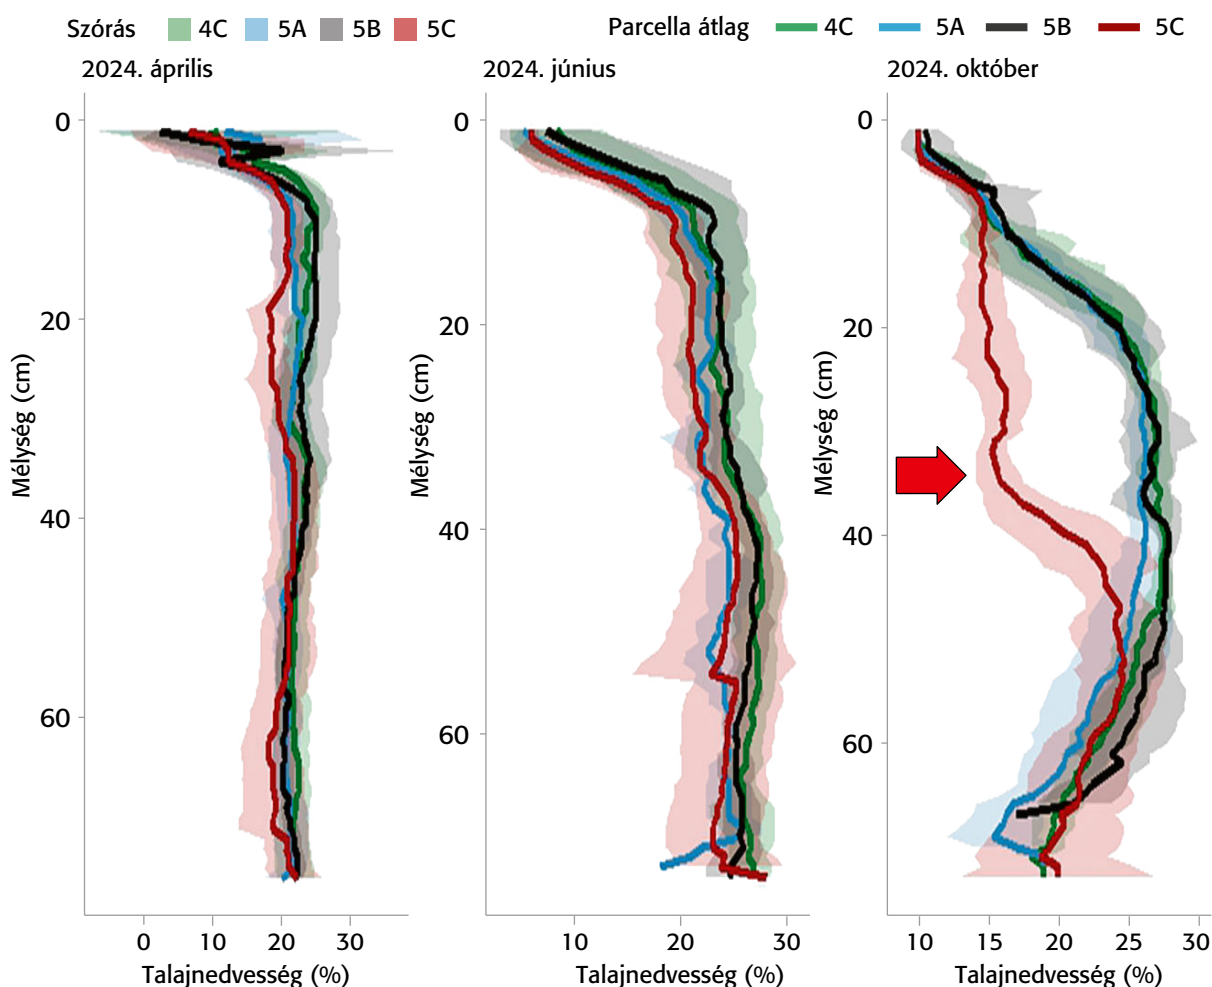 Szórás 4C 5A 5B 5C Parcella átlag 4C 5A 5B 5C
2024. április 2024. június 2024. október
0 0 0
20 20 20
Mélység (cm) Mélység (cm) Mélység (cm)
40 40 40
60 60 60
0 10 20 30 10 20 30 10 15 20 25 30
Talajnedvesség (%) Talajnedvesség (%) Talajnedvesség (%)